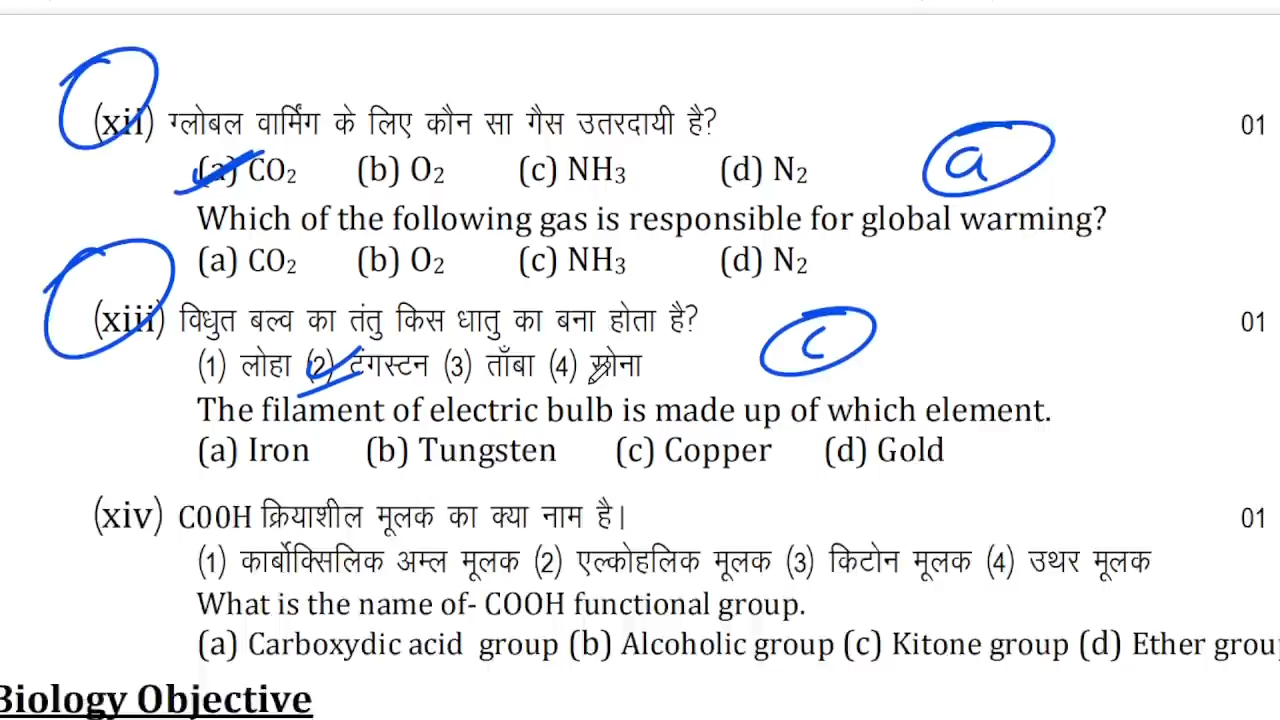 (xii) ग्लोबल वार्मिंग के लिए कौन सा गैस उतरदायी है? 01
(a) CO₂ (b) O₂ (c) NH₃ (d) N₂ a
Which of the following gas is responsible for global warming?
(a) CO₂ (b) O₂ (c) NH₃ (d) N₂
(xiii) विधुत बल्व का तंतु किस धातु का बना होता है? 01
(1) लोहा (2) टंगस्टन (3) ताँबा (4) सोना c
The filament of electric bulb is made up of which element.
(a) Iron (b) Tungsten (c) Copper (d) Gold
(xiv) COOH क्रियाशील मूलक का क्या नाम है। 01
(1) कार्बोक्सिलिक अम्ल मूलक (2) एल्कोहलिक मूलक (3) किटोन मूलक (4) उथर मूलक
What is the name of- COOH functional group.
(a) Carboxydic acid group (b) Alcoholic group (c) Kitone group (d) Ether grou
Biology Objective